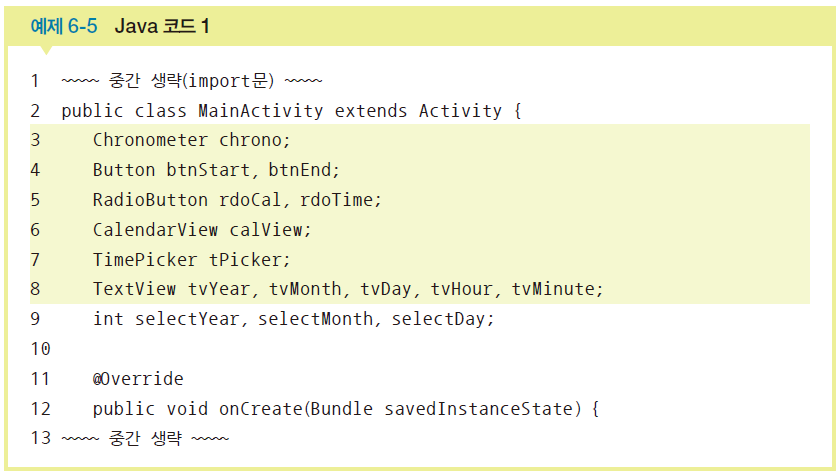 예제 6-5 Java 코드 1
1 ~~~~ 중간 생략(import문) ~~~~
2 public class MainActivity extends Activity {
3 Chronometer chrono;
4 Button btnStart, btnEnd;
5 RadioButton rdoCal, rdoTime;
6 CalendarView calView;
7 TimePicker tPicker;
8 TextView tvYear, tvMonth, tvDay, tvHour, tvMinute;
9 int selectYear, selectMonth, selectDay;
10
11 @Override
12 public void onCreate(Bundle savedInstanceState) {
13 ~~~~ 중간 생략 ~~~~